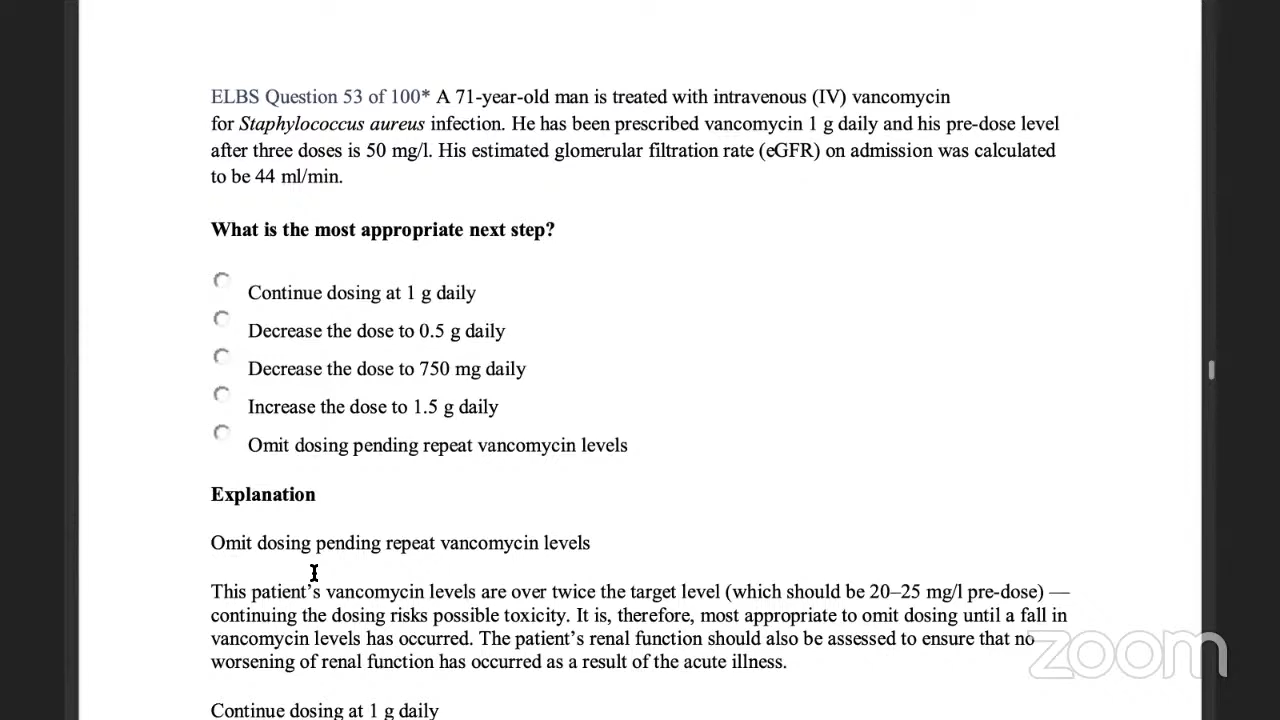 ELBS Question 53 of 100* A 71-year-old man is treated with intravenous (IV) vancomycin
for Staphylococcus aureus infection. He has been prescribed vancomycin 1 g daily and his pre-dose level
after three doses is 50 mg/l. His estimated glomerular filtration rate (eGFR) on admission was calculated
to be 44 ml/min.
What is the most appropriate next step?
Continue dosing at 1 g daily
Decrease the dose to 0.5 g daily
Decrease the dose to 750 mg daily
Increase the dose to 1.5 g daily
Omit dosing pending repeat vancomycin levels
Explanation
Omit dosing pending repeat vancomycin levels
This patient’s vancomycin levels are over twice the target level (which should be 20–25 mg/l pre-dose) —
continuing the dosing risks possible toxicity. It is, therefore, most appropriate to omit dosing until a fall in
vancomycin levels has occurred. The patient’s renal function should also be assessed to ensure that no
worsening of renal function has occurred as a result of the acute illness.
zoom
Continue dosing at 1 g daily